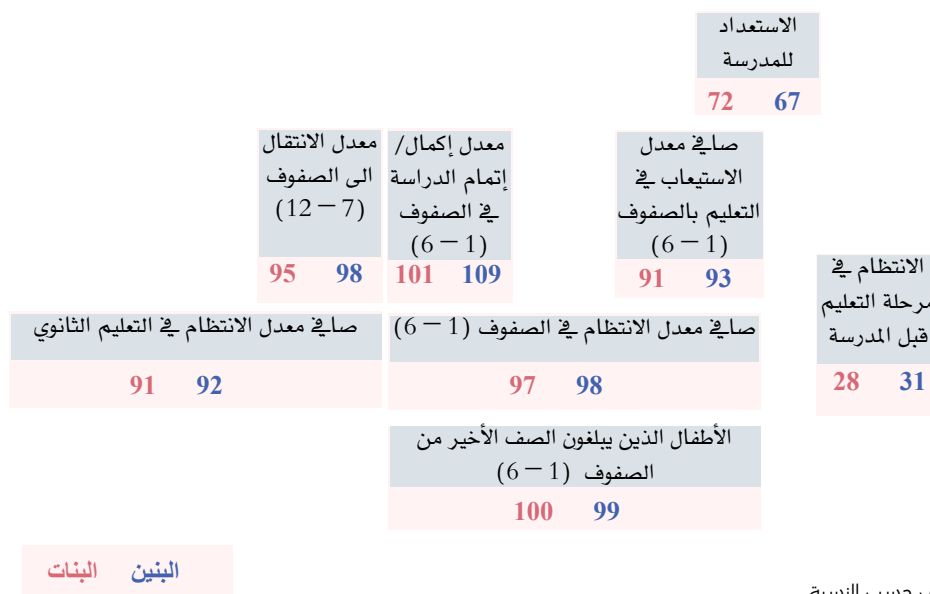 الاستعداد
للمدرسة
67 72
صافي معدل
الاستيعاب في
التعليم بالصفوف
(1 – 6)
93 91
معدل إكمال/
إتمام الدراسة
في الصفوف
(1 – 6)
109 101
معدل الانتقال
الى الصفوف
(7 – 12)
98 95
الانتظام في
مرحلة التعليم
قبل المدرسة
31 28
صافي معدل الانتظام في الصفوف (1 – 6)
98 97
صافي معدل الانتظام في التعليم الثانوي
92 91
الأطفال الذين يبلغون الصف الأخير من
الصفوف (1 – 6)
99 100
البنين البنات
حسب النسبة